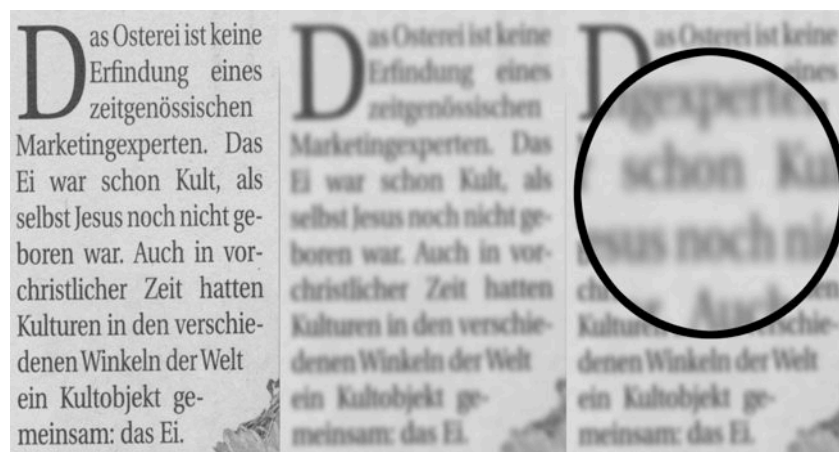 Das Osterei ist keine
Erfindung eines
zeitgenössischen
Marketingexperten. Das
Ei war schon Kult, als
selbst Jesus noch nicht ge-
boren war. Auch in vor-
christlicher Zeit hatten
Kulturen in den verschie-
denen Winkeln der Welt
ein Kultobjekt ge-
meinsam: das Ei.
Das Osterei ist keine
Erfindung eines
zeitgenössischen
Marketingexperten. Das
Ei war schon Kult, als
selbst Jesus noch nicht ge-
boren war. Auch in vor-
christlicher Zeit hatten
Kulturen in den verschie-
denen Winkeln der Welt
ein Kultobjekt ge-
meinsam: das Ei.
Das Osterei ist keine
eines
schon
noch
Auch
denen Winkeln der Welt
ein Kultobjekt ge-
meinsam: das Ei.